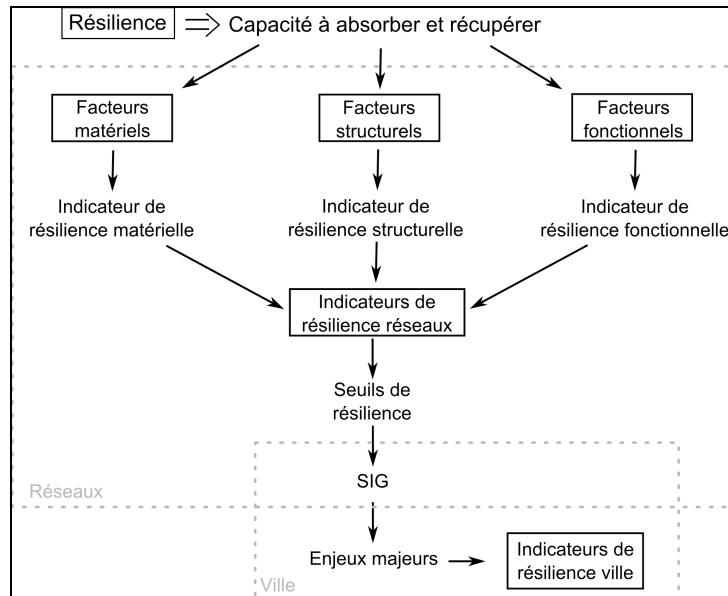 Résilience
Capacité à absorber et récupérer
Facteurs
matériels
Facteurs
structurels
Facteurs
fonctionnels
Indicateur de
résilience matérielle
Indicateur de
résilience structurelle
Indicateur de
résilience fonctionnelle
Indicateurs de
résilience réseaux
Seuils de
résilience
SIG
Réseaux
Enjeux majeurs
Indicateurs de
résilience ville
Ville